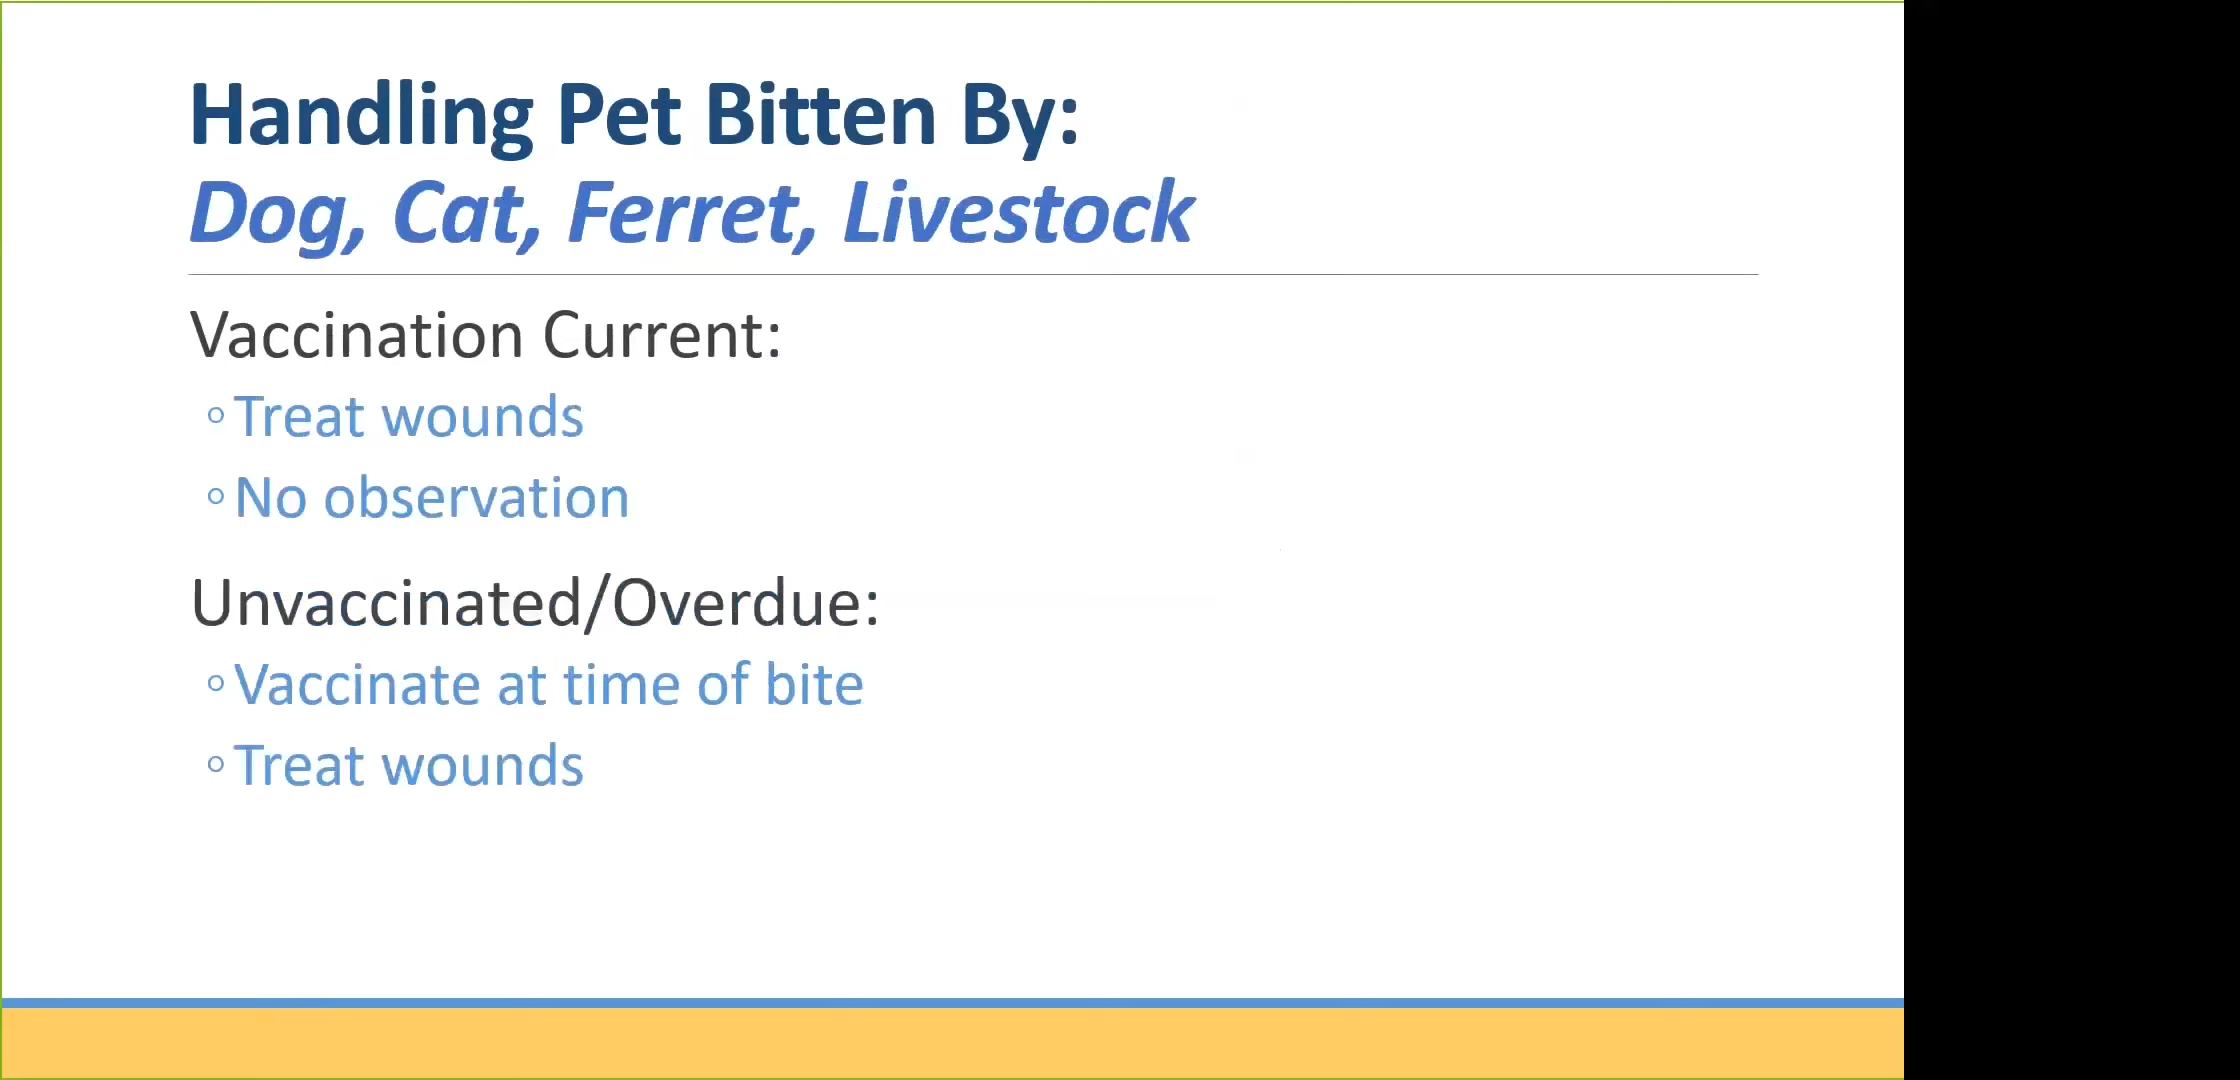 Handling Pet Bitten By:
Dog, Cat, Ferret, Livestock
Vaccination Current:
◦Treat wounds
◦No observation
Unvaccinated/Overdue:
◦Vaccinate at time of bite
◦Treat wounds